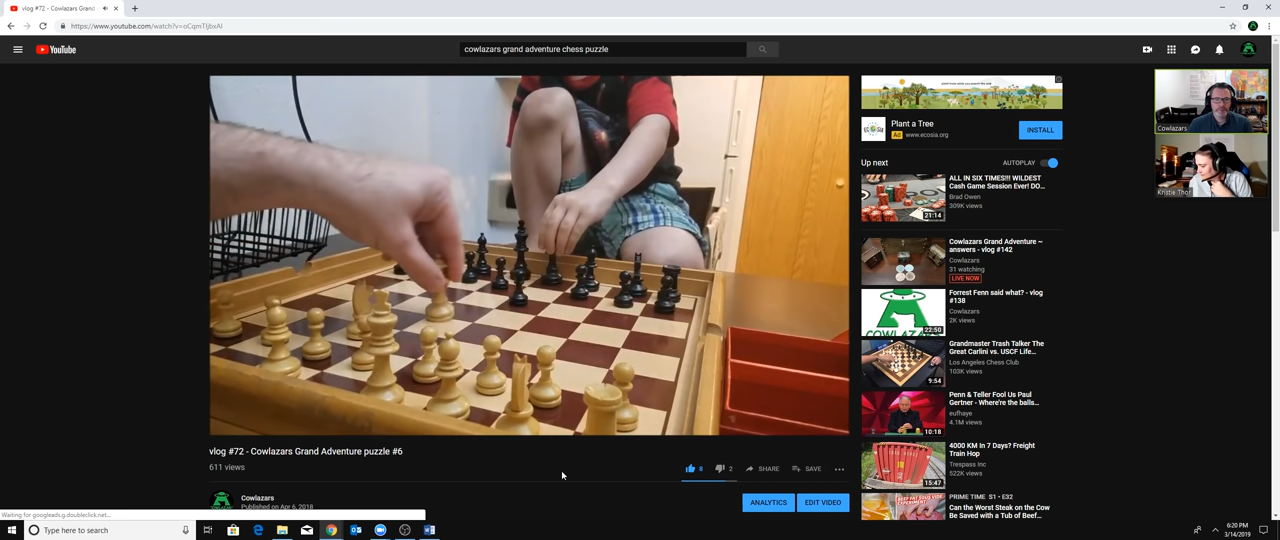 vlog #72 - Cowlazars Grand
https://www.youtube.com/watch?v=oCqmTljbxAI
YouTube
cowlazars grand adventure chess puzzle
Cowlazars
Kristie Thor
Plant a Tree
Ad www.ecosia.org
INSTALL
Up next
AUTOPLAY
ALL IN SIX TIMES!!! WILDEST
Cash Game Session Ever! DO...
Brad Owen
309K views
21:14
Cowlazars Grand Adventure ~
answers - vlog #142
Cowlazars
31 watching
LIVE NOW
Forrest Fenn said what? - vlog
#138
Cowlazars
2K views
22:50
COWLAZARS
Grandmaster Trash Talker The
Great Carlini vs. USCF Life...
Los Angeles Chess Club
103K views
9:54
Penn & Teller Fool Us Paul
Gertner - Where're the balls...
eufhaye
4.1M views
10:18
4000 KM In 7 Days? Freight
Train Hop
Trespass Inc
522K views
15:47
PRIME TIME S1 • E32
Can the Worst Steak on the Cow
Be Saved with a Tub of Beef...
vlog #72 - Cowlazars Grand Adventure puzzle #6
611 views
8
2
SHARE
SAVE
Cowlazars
Published on Apr 6, 2018
ANALYTICS
EDIT VIDEO
Waiting for googleads.g.doubleclick.net...
Type here to search
6:20 PM
3/14/2019